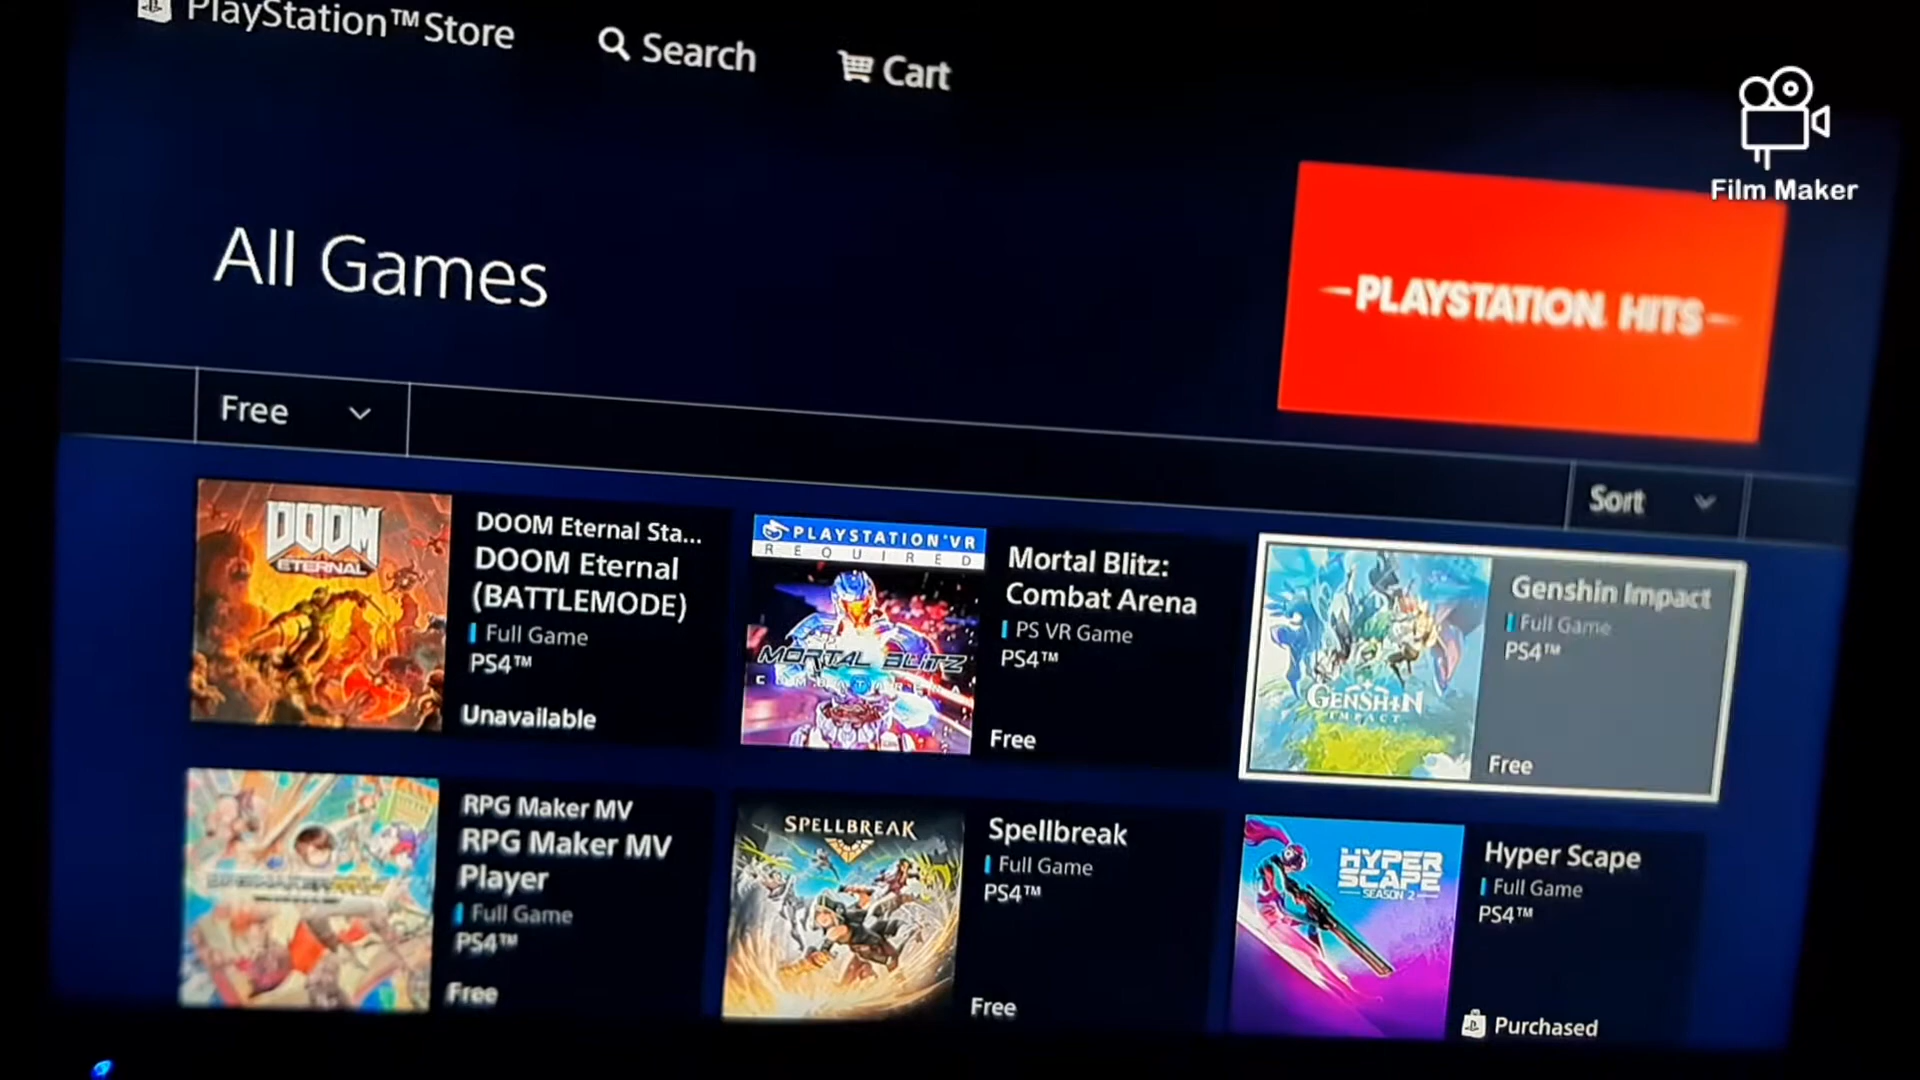 PlayStation™Store
Search
Cart
Film Maker
All Games
PLAYSTATION HITS
Free
Sort
DOOM
ETERNAL
DOOM Eternal Sta...
DOOM Eternal
(BATTLEMODE)
Full Game
PS4™
Unavailable
PLAYSTATION VR
REQUIRED
MORTAL BLITZ
COMBAT ARENA
Mortal Blitz:
Combat Arena
PS VR Game
PS4™
Free
GENSHIN
IMPACT
Genshin Impact
Full Game
PS4™
Free
RPG Maker MV
RPG Maker MV
Player
Full Game
PS4™
Free
SPELLBREAK
Spellbreak
Full Game
PS4™
Free
HYPER
SCAPE
SEASON 2
Hyper Scape
Full Game
PS4™
Purchased